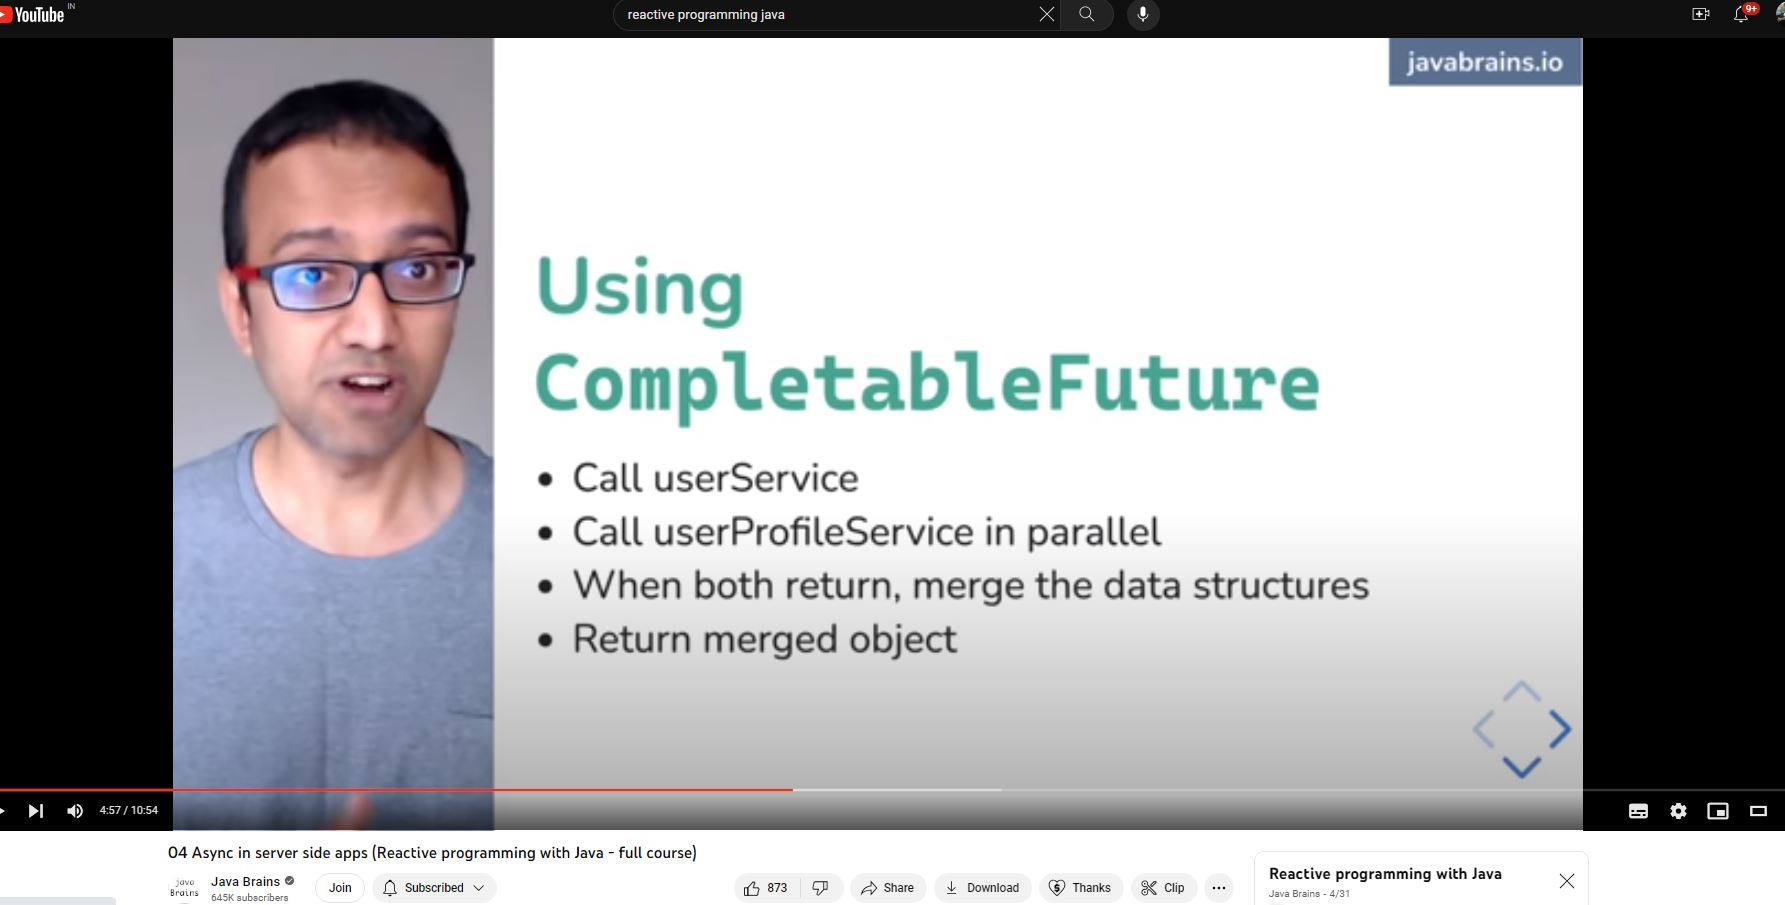 YouTube IN
reactive programming java
9+
javabrains.io
Using
CompletableFuture
• Call userService
• Call userProfileService in parallel
• When both return, merge the data structures
• Return merged object
4:57 / 10:54
04 Async in server side apps (Reactive programming with Java - full course)
java
Brains
Java Brains
645K subscribers
Join
Subscribed
873
Share
Download
Thanks
Clip
Reactive programming with Java
Java Brains - 4/31